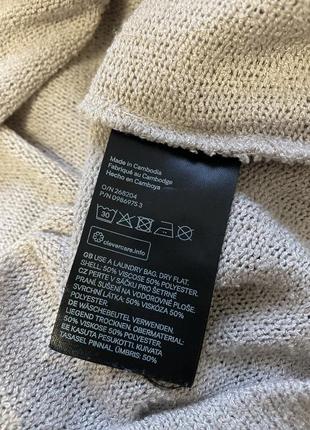 Made in Cambodia
Fabriqué au Cambodge
Hecho en Camboya
O/N 268204
P/N 0986975 3
30
clevercare.info
GB USE A LAUNDRY BAG. DRY FLAT.
SHELL: 50% VISCOSE 50% POLYESTER.
CZ PERTE V SÁČKU PRO ŠETRNÉ
PRANÍ. SUŠENÍ NA VODOROVNÉ PLOŠE.
SVRCHNÍ LÁTKA: 50% VISKÓZA 50%
POLYESTER.
DE WÄSCHEBEUTEL VERWENDEN.
LIEGEND TROCKNEN. OBERMATERIAL:
50% VISKOSE 50% POLYESTER.
EE KASUTA PESUKOTTI. KUIVATA
TASASEL PINNAL. ÜMBRIS: 50%